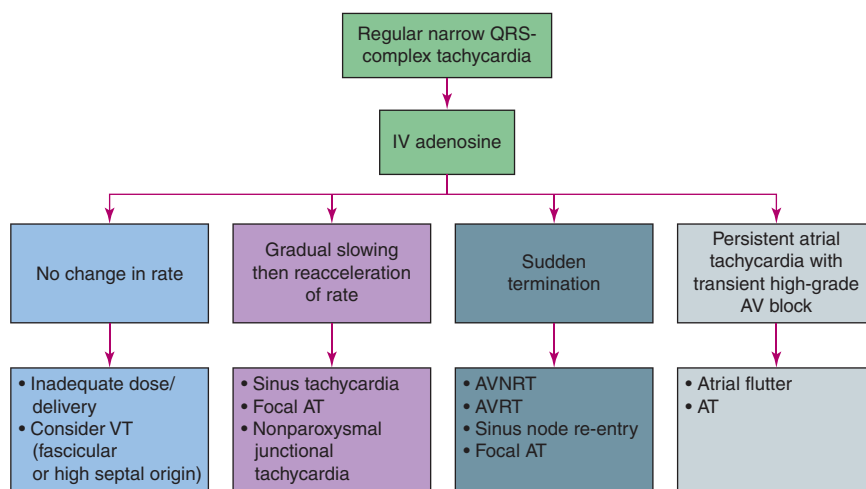 Regular narrow QRS-
complex tachycardia
IV adenosine
No change in rate
Gradual slowing
then reacceleration
of rate
Sudden
termination
Persistent atrial
tachycardia with
transient high-grade
AV block
• Inadequate dose/
delivery
• Consider VT
(fascicular
or high septal origin)
• Sinus tachycardia
• Focal AT
• Nonparoxysmal
junctional
tachycardia
• AVNRT
• AVRT
• Sinus node re-entry
• Focal AT
• Atrial flutter
• AT